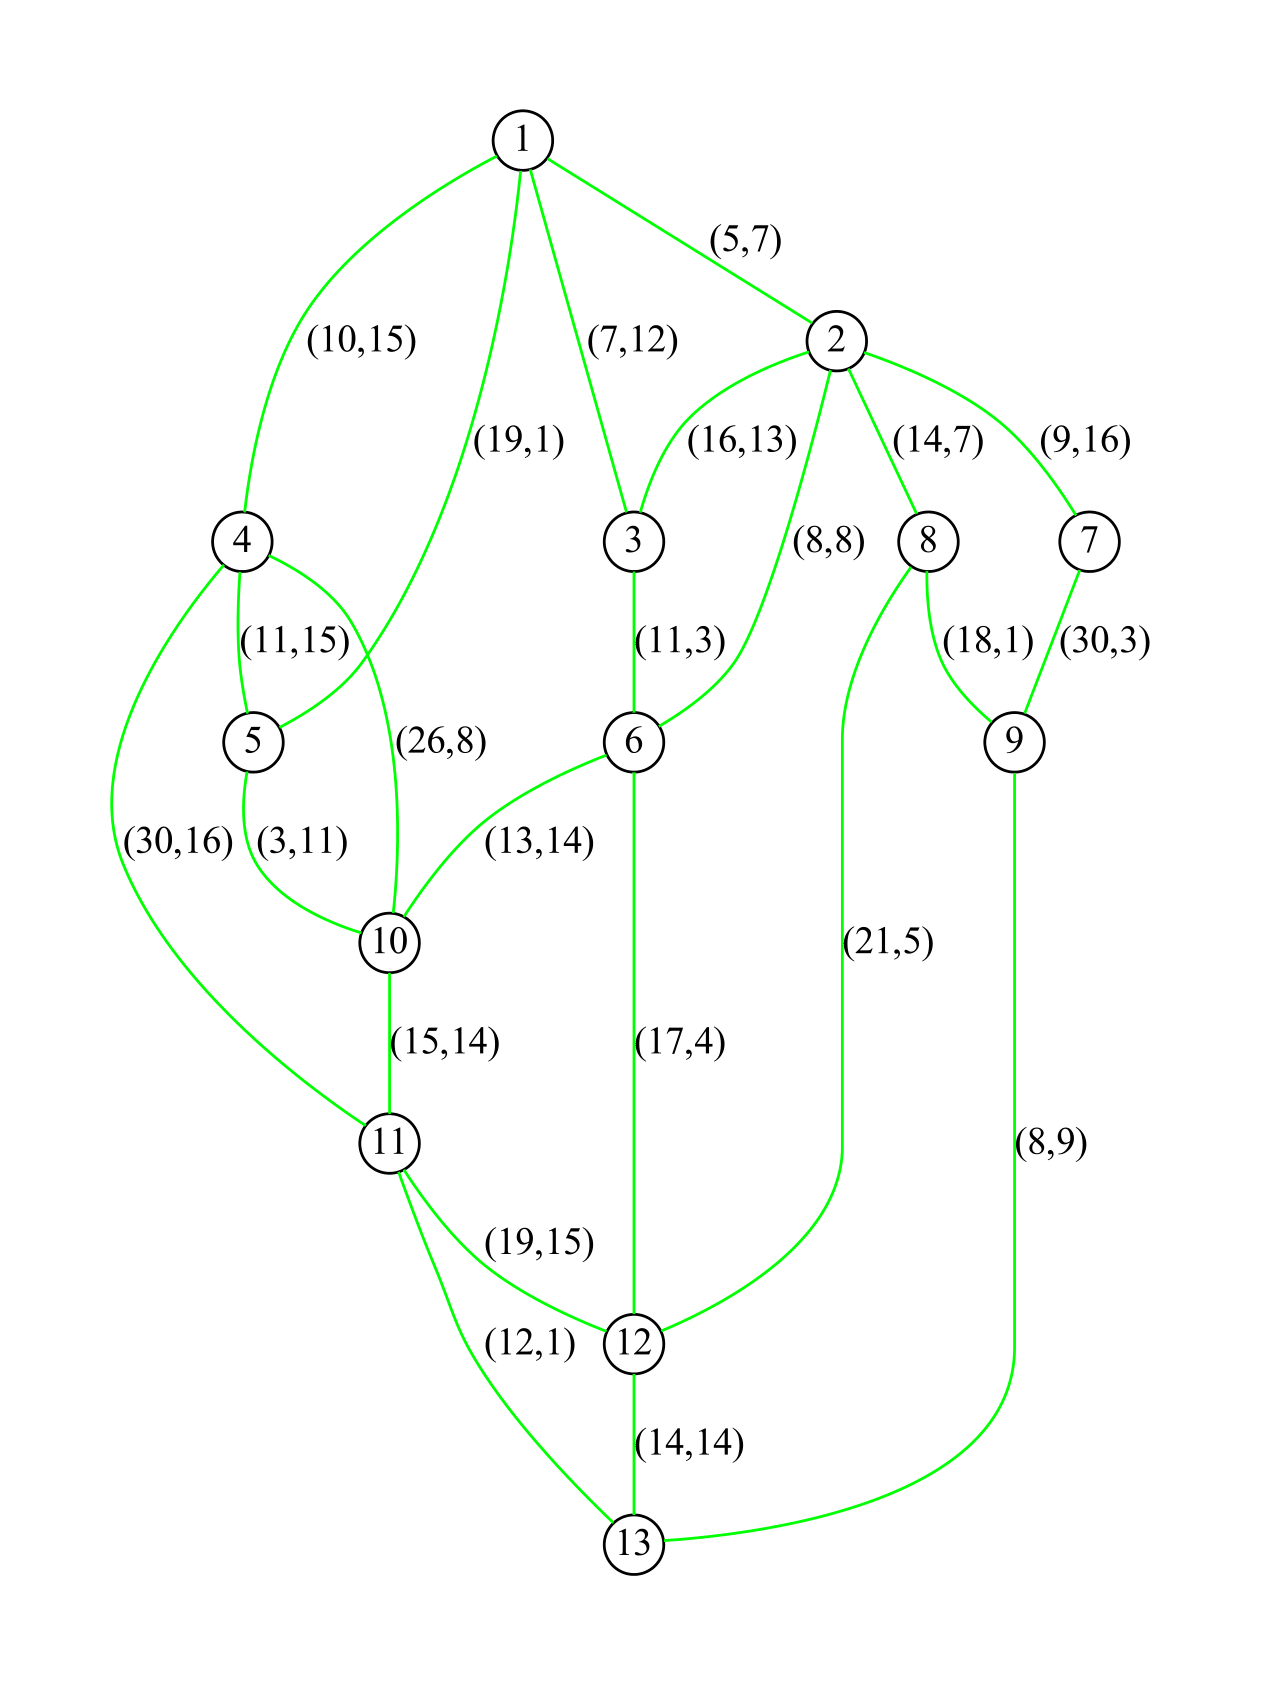 1
(5,7)
(10,15) (7,12) 2
(19,1) (16,13) (14,7) (9,16)
4 3 (8,8) 8 7
(11,15) (11,3) (18,1) (30,3)
5 (26,8) 6 9
(30,16) (3,11) (13,14)
10 (21,5)
(15,14) (17,4)
11 (8,9)
(19,15)
(12,1) 12
(14,14)
13